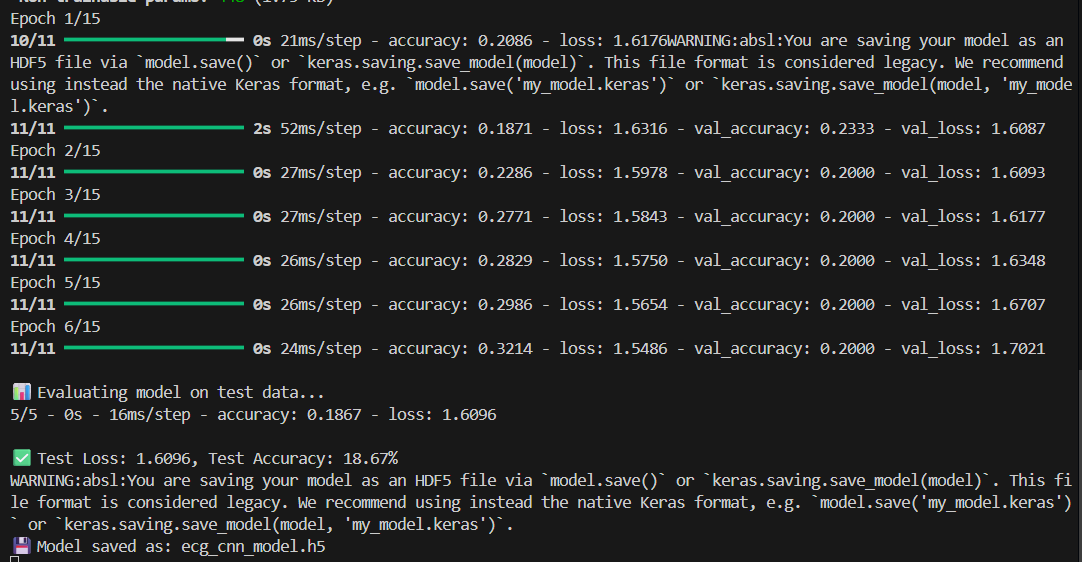 Epoch 1/15
10/11 0s 21ms/step - accuracy: 0.2086 - loss: 1.6176WARNING:absl:You are saving your model as an
HDF5 file via `model.save()` or `keras.saving.save_model(model)`. This file format is considered legacy. We recommend
using instead the native Keras format, e.g. `model.save('my_model.keras')` or `keras.saving.save_model(model, 'my_mode
l.keras')`.
11/11 2s 52ms/step - accuracy: 0.1871 - loss: 1.6316 - val_accuracy: 0.2333 - val_loss: 1.6087
Epoch 2/15
11/11 0s 27ms/step - accuracy: 0.2286 - loss: 1.5978 - val_accuracy: 0.2000 - val_loss: 1.6093
Epoch 3/15
11/11 0s 27ms/step - accuracy: 0.2771 - loss: 1.5843 - val_accuracy: 0.2000 - val_loss: 1.6177
Epoch 4/15
11/11 0s 26ms/step - accuracy: 0.2829 - loss: 1.5750 - val_accuracy: 0.2000 - val_loss: 1.6348
Epoch 5/15
11/11 0s 26ms/step - accuracy: 0.2986 - loss: 1.5654 - val_accuracy: 0.2000 - val_loss: 1.6707
Epoch 6/15
11/11 0s 24ms/step - accuracy: 0.3214 - loss: 1.5486 - val_accuracy: 0.2000 - val_loss: 1.7021
📊 Evaluating model on test data...
5/5 - 0s - 16ms/step - accuracy: 0.1867 - loss: 1.6096
✅ Test Loss: 1.6096, Test Accuracy: 18.67%
WARNING:absl:You are saving your model as an HDF5 file via `model.save()` or `keras.saving.save_model(model)`. This fi
le format is considered legacy. We recommend using instead the native Keras format, e.g. `model.save('my_model.keras')
` or `keras.saving.save_model(model, 'my_model.keras')`.
💾 Model saved as: ecg_cnn_model.h5